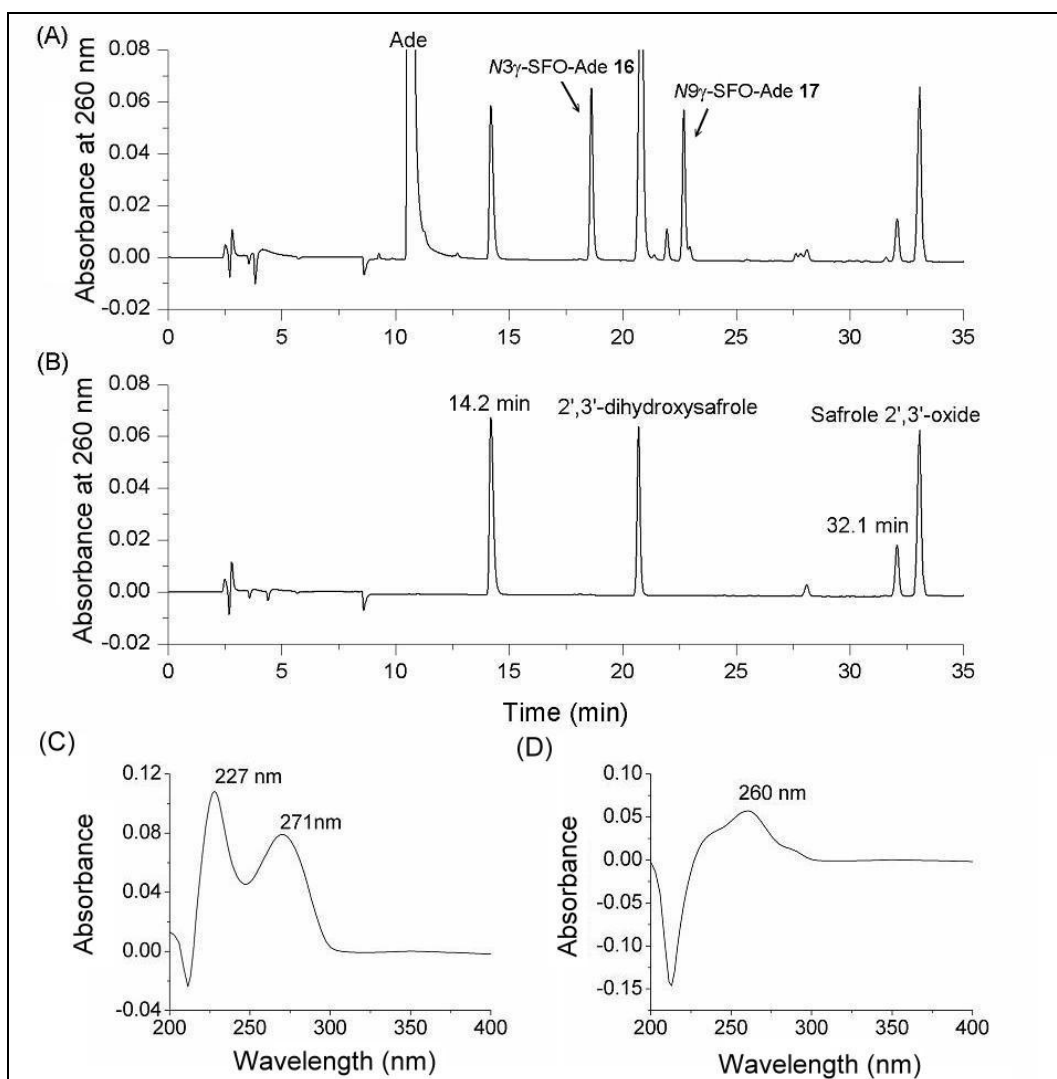 (A)
Absorbance at 260 nm
0.08
0.06
0.04
0.02
0.00
-0.02
Ade
N3γ-SFO-Ade 16
N9γ-SFO-Ade 17
0 5 10 15 20 25 30 35
(B)
Absorbance at 260 nm
0.08
0.06
0.04
0.02
0.00
-0.02
14.2 min
2',3'-dihydroxysafrole
Safrole 2',3'-oxide
32.1 min
0 5 10 15 20 25 30 35
Time (min)
(C)
Absorbance
0.12
0.08
0.04
0.00
-0.04
227 nm
271nm
200 250 300 350 400
Wavelength (nm)
(D)
Absorbance
0.10
0.05
0.00
-0.05
-0.10
-0.15
260 nm
200 250 300 350 400
Wavelength (nm)